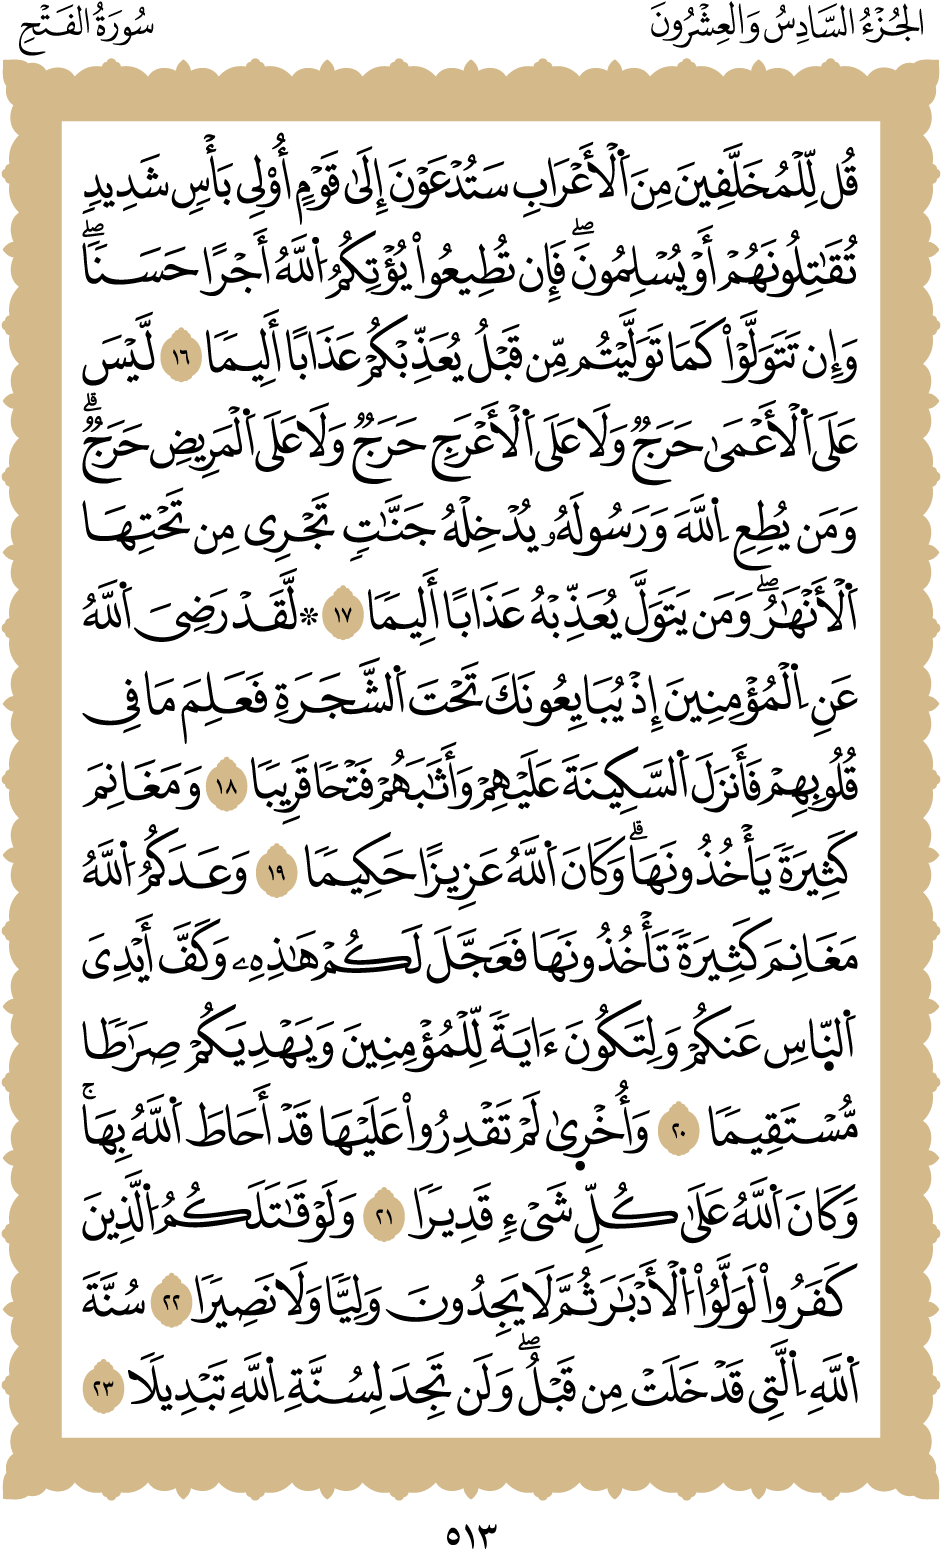 الجُزْءُ السَّادِسُ وَالعِشْرُونَ
سُورَةُ الفَتْحِ
قُل لِّلْمُخَلَّفِينَ مِنَ ٱلْأَعْرَابِ سَتُدْعَوْنَ إِلَىٰ قَوْمٍ أُوْلِي بَأْسٍ شَدِيدٍ
تُقَٰتِلُونَهُمْ أَوْ يُسْلِمُونَۖ فَإِن تُطِيعُواْ يُؤْتِكُمُ ٱللَّهُ أَجْرًا حَسَنًاۖ
وَإِن تَتَوَلَّوْاْ كَمَا تَوَلَّيْتُم مِّن قَبْلُ يُعَذِّبْكُمْ عَذَابًا أَلِيمًا ١٦ لَّيْسَ
عَلَى ٱلْأَعْمَىٰ حَرَجٌ وَلَا عَلَى ٱلْأَعْرَجِ حَرَجٌ وَلَا عَلَى ٱلْمَرِيضِ حَرَجٌۗ
وَمَن يُطِعِ ٱللَّهَ وَرَسُولَهُۥ يُدْخِلْهُ جَنَّٰتٍ تَجْرِى مِن تَحْتِهَا
ٱلْأَنْهَٰرُۖ وَمَن يَتَوَلَّ يُعَذِّبْهُ عَذَابًا أَلِيمًا ١٧ ۞ لَّقَدْ رَضِىَ ٱللَّهُ
عَنِ ٱلْمُؤْمِنِينَ إِذْ يُبَايِعُونَكَ تَحْتَ ٱلشَّجَرَةِ فَعَلِمَ مَا فِى
قُلُوبِهِمْ فَأَنزَلَ ٱلسَّكِينَةَ عَلَيْهِمْ وَأَثَٰبَهُمْ فَتْحًا قَرِيبًا ١٨ وَمَغَانِمَ
كَثِيرَةً يَأْخُذُونَهَاۗ وَكَانَ ٱللَّهُ عَزِيزًا حَكِيمًا ١٩ وَعَدَكُمُ ٱللَّهُ
مَغَانِمَ كَثِيرَةً تَأْخُذُونَهَا فَعَجَّلَ لَكُمْ هَٰذِهِۦ وَكَفَّ أَيْدِىَ
ٱلنَّاسِ عَنكُمْ وَلِتَكُونَ ءَايَةً لِّلْمُؤْمِنِينَ وَيَهْدِيَكُمْ صِرَٰطًا
مُّسْتَقِيمًا ٢٠ وَأُخْرىٰ لَمْ تَقْدِرُواْ عَلَيْهَا قَدْ أَحَاطَ ٱللَّهُ بِهَاۚ
وَكَانَ ٱللَّهُ عَلَىٰ كُلِّ شَىْءٍ قَدِيرًا ٢١ وَلَوْ قَٰتَلَكُمُ ٱلَّذِينَ
كَفَرُواْ لَوَلَّوُاْ ٱلْأَدْبَٰرَ ثُمَّ لَا يَجِدُونَ وَلِيًّا وَلَا نَصِيرًا ٢٢ سُنَّةَ
ٱللَّهِ ٱلَّتِى قَدْ خَلَتْ مِن قَبْلُۖ وَلَن تَجِدَ لِسُنَّةِ ٱللَّهِ تَبْدِيلًا ٢٣
٥١٣